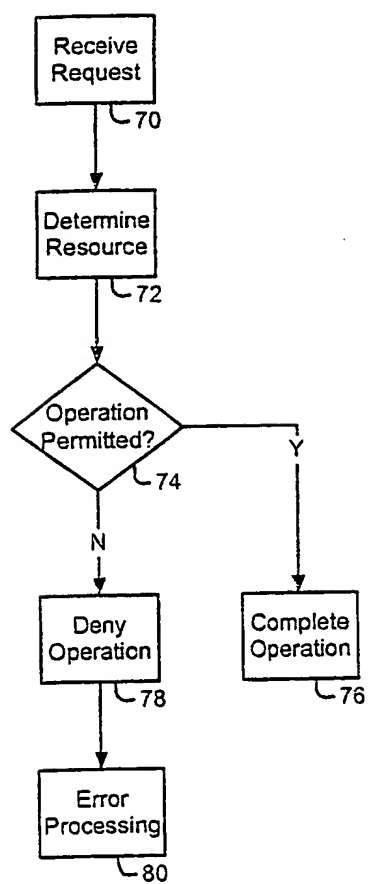 Receive
Request
70
Determine
Resource
72
Operation
Permitted?
74
Y
N
Deny
Operation
78
Complete
Operation
76
Error
Processing
80